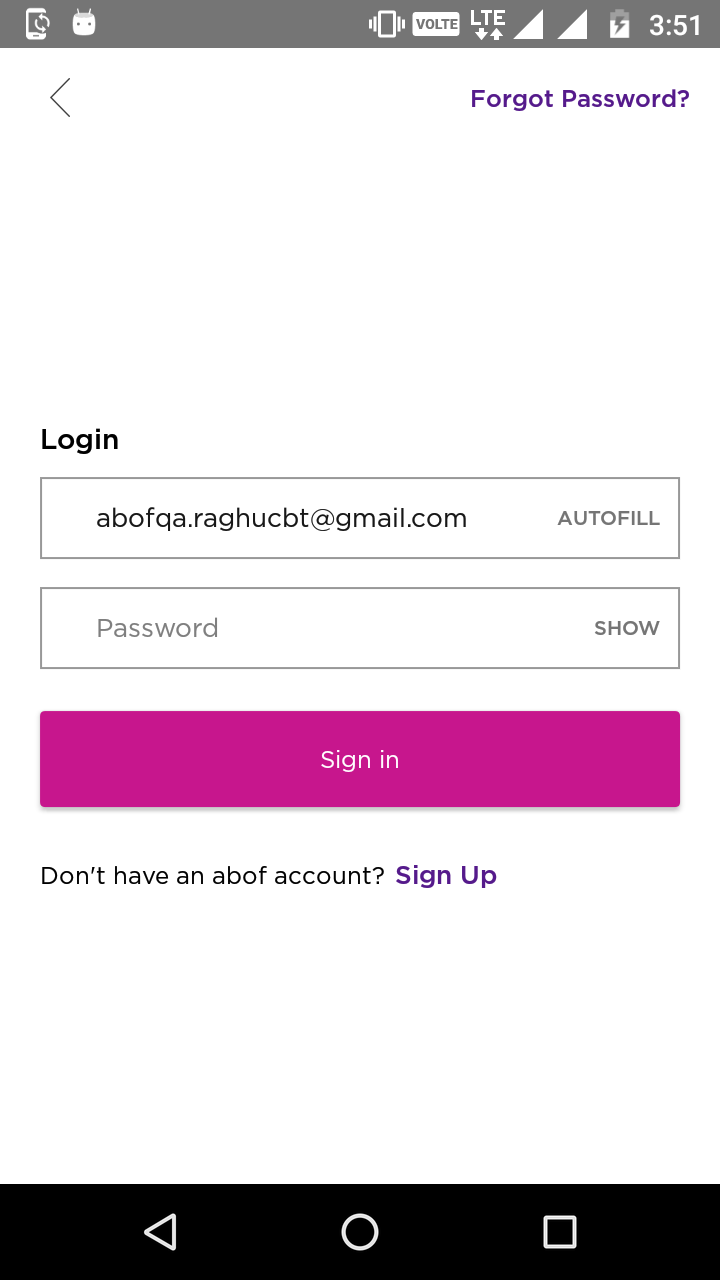 VOLTE LTE 3:51
Forgot Password?
Login
abofqa.raghucbt@gmail.com AUTOFILL
Password SHOW
Sign in
Don't have an abof account? Sign Up